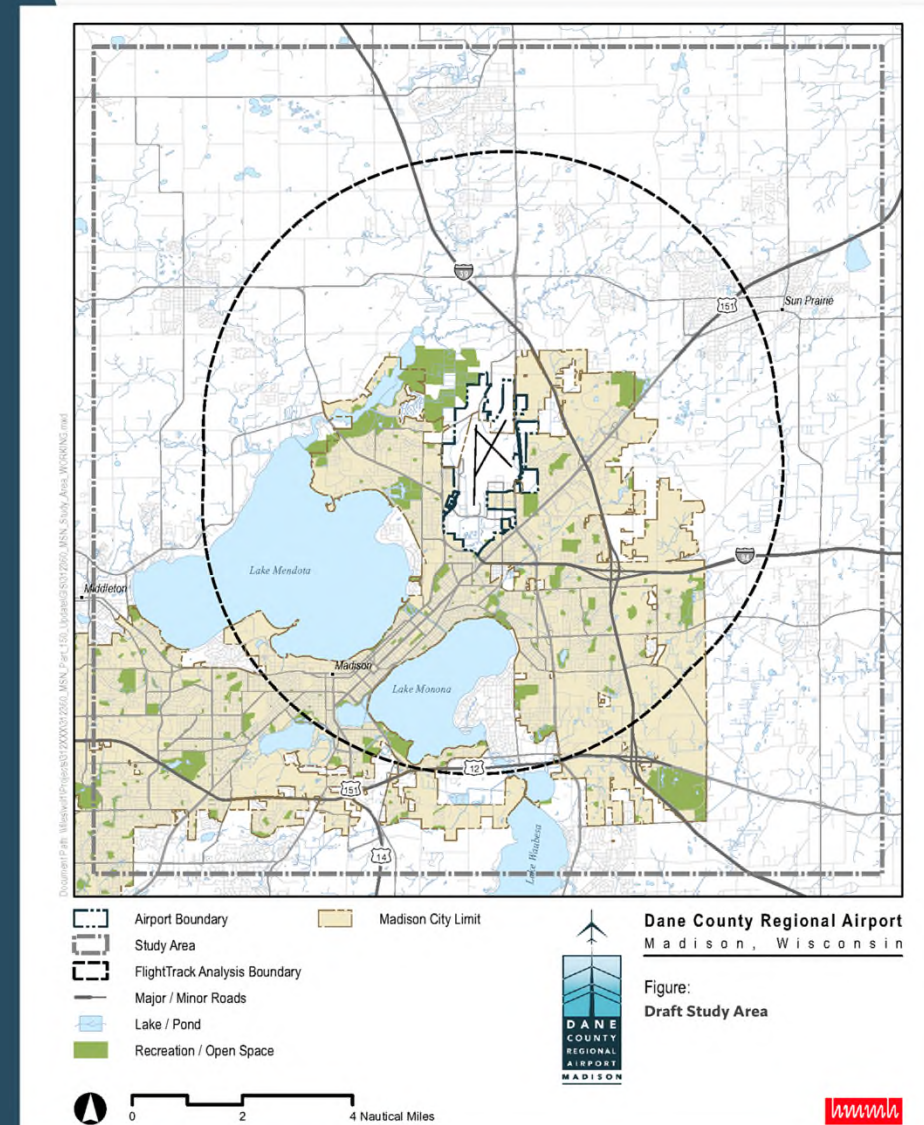 90
151
Sun Prairie
Lake Mendota
Middleton
Madison
Lake Monona
12
151
14
Lake Waubesa
Airport Boundary
Study Area
FlightTrack Analysis Boundary
Major / Minor Roads
Lake / Pond
Recreation / Open Space
Madison City Limit
DANE
COUNTY
REGIONAL
AIRPORT
MADISON
Dane County Regional Airport
Madison, Wisconsin
Figure:
Draft Study Area
0
2
4 Nautical Miles
hmmh